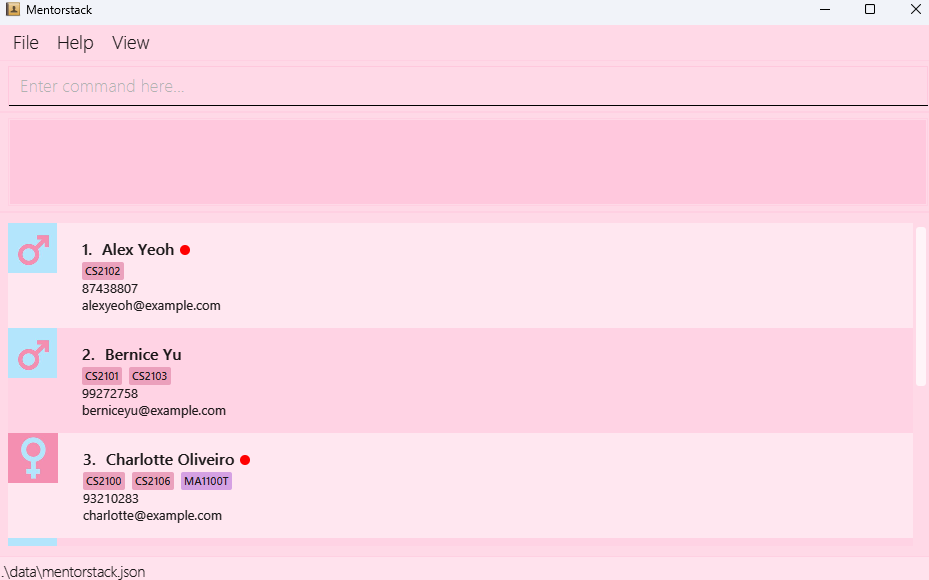 Mentorstack
File Help View
Enter command here...
1. Alex Yeoh
CS2102
87438807
alexyeoh@example.com
2. Bernice Yu
CS2101 CS2103
99272758
berniceyu@example.com
3. Charlotte Oliveiro
CS2100 CS2106 MA1100T
93210283
charlotte@example.com
.\data\mentorstack.json